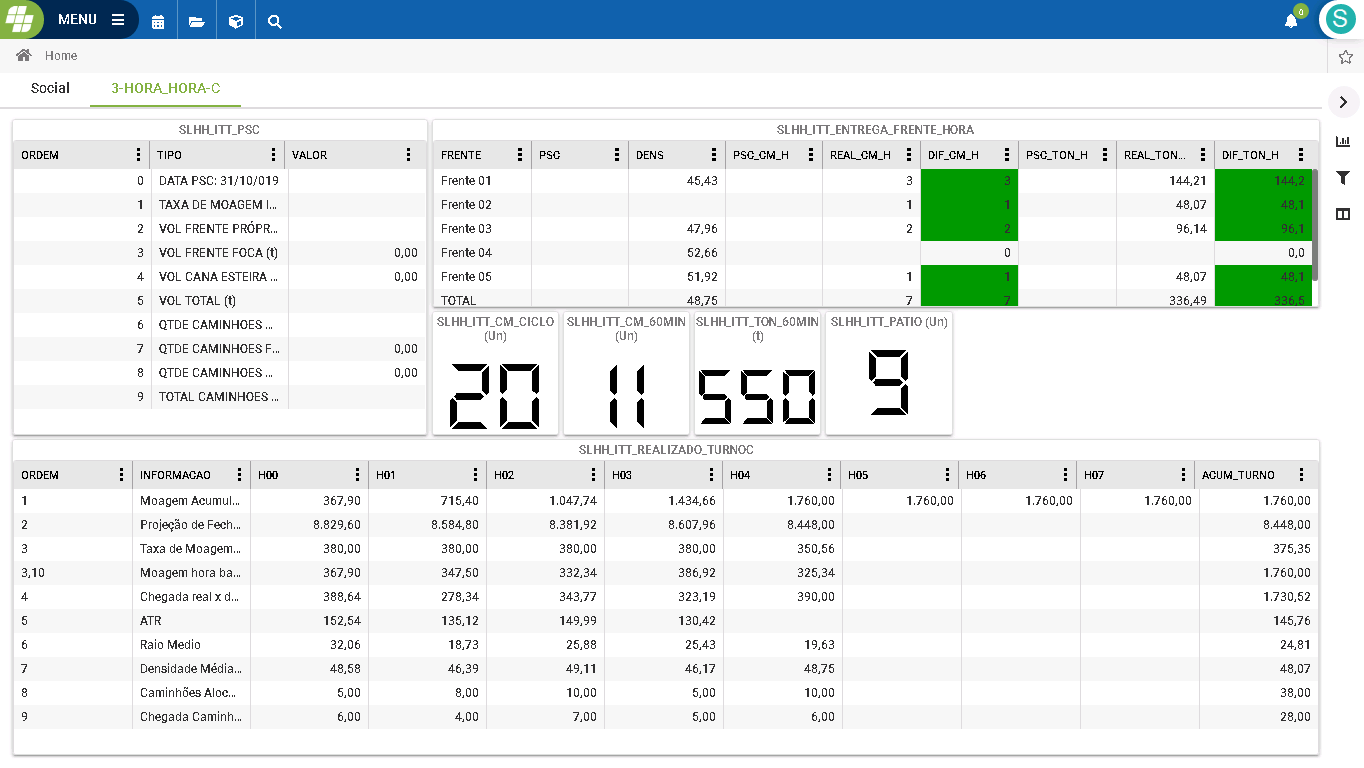 MENU
0
S
Home
Social 3-HORA_HORA-C
SLHH_ITT_PSC
ORDEM TIPO VALOR
0 DATA PSC: 31/10/019
1 TAXA DE MOAGEM I...
2 VOL FRENTE PRÓPR...
3 VOL FRENTE FOCA (t) 0,00
4 VOL CANA ESTEIRA ... 0,00
5 VOL TOTAL (t)
6 QTDE CAMINHOES ...
7 QTDE CAMINHOES F... 0,00
8 QTDE CAMINHOES ... 0,00
9 TOTAL CAMINHOES ...
SLHH_ITT_ENTREGA_FRENTE_HORA
FRENTE PSC DENS PSC_CM_H REAL_CM_H DIF_CM_H PSC_TON_H REAL_TON... DIF_TON_H
Frente 01 45,43 3 3 144,21 144,2
Frente 02 1 1 48,07 48,1
Frente 03 47,96 2 2 96,14 96,1
Frente 04 52,66 0 0,0
Frente 05 51,92 1 1 48,07 48,1
TOTAL 48,75 7 7 336,49 336,5
SLHH_ITT_CM_CICLO
(Un)
20
SLHH_ITT_CM_60MIN
(Un)
11
SLHH_ITT_TON_60MIN
(t)
550
SLHH_ITT_PATIO (Un)
9
SLHH_ITT_REALIZADO_TURNOC
ORDEM INFORMACAO H00 H01 H02 H03 H04 H05 H06 H07 ACUM_TURNO
1 Moagem Acumul... 367,90 715,40 1.047,74 1.434,66 1.760,00 1.760,00 1.760,00 1.760,00 1.760,00
2 Projeção de Fech... 8.829,60 8.584,80 8.381,92 8.607,96 8.448,00 8.448,00
3 Taxa de Moagem... 380,00 380,00 380,00 380,00 350,56 375,35
3,10 Moagem hora ba... 367,90 347,50 332,34 386,92 325,34 1.760,00
4 Chegada real x d... 388,64 278,34 343,77 323,19 390,00 1.730,52
5 ATR 152,54 135,12 149,99 130,42 145,76
6 Raio Medio 32,06 18,73 25,88 25,43 19,63 24,81
7 Densidade Média... 48,58 46,39 49,11 46,17 48,75 48,07
8 Caminhões Aloc... 5,00 8,00 10,00 5,00 10,00 38,00
9 Chegada Caminh... 6,00 4,00 7,00 5,00 6,00 28,00